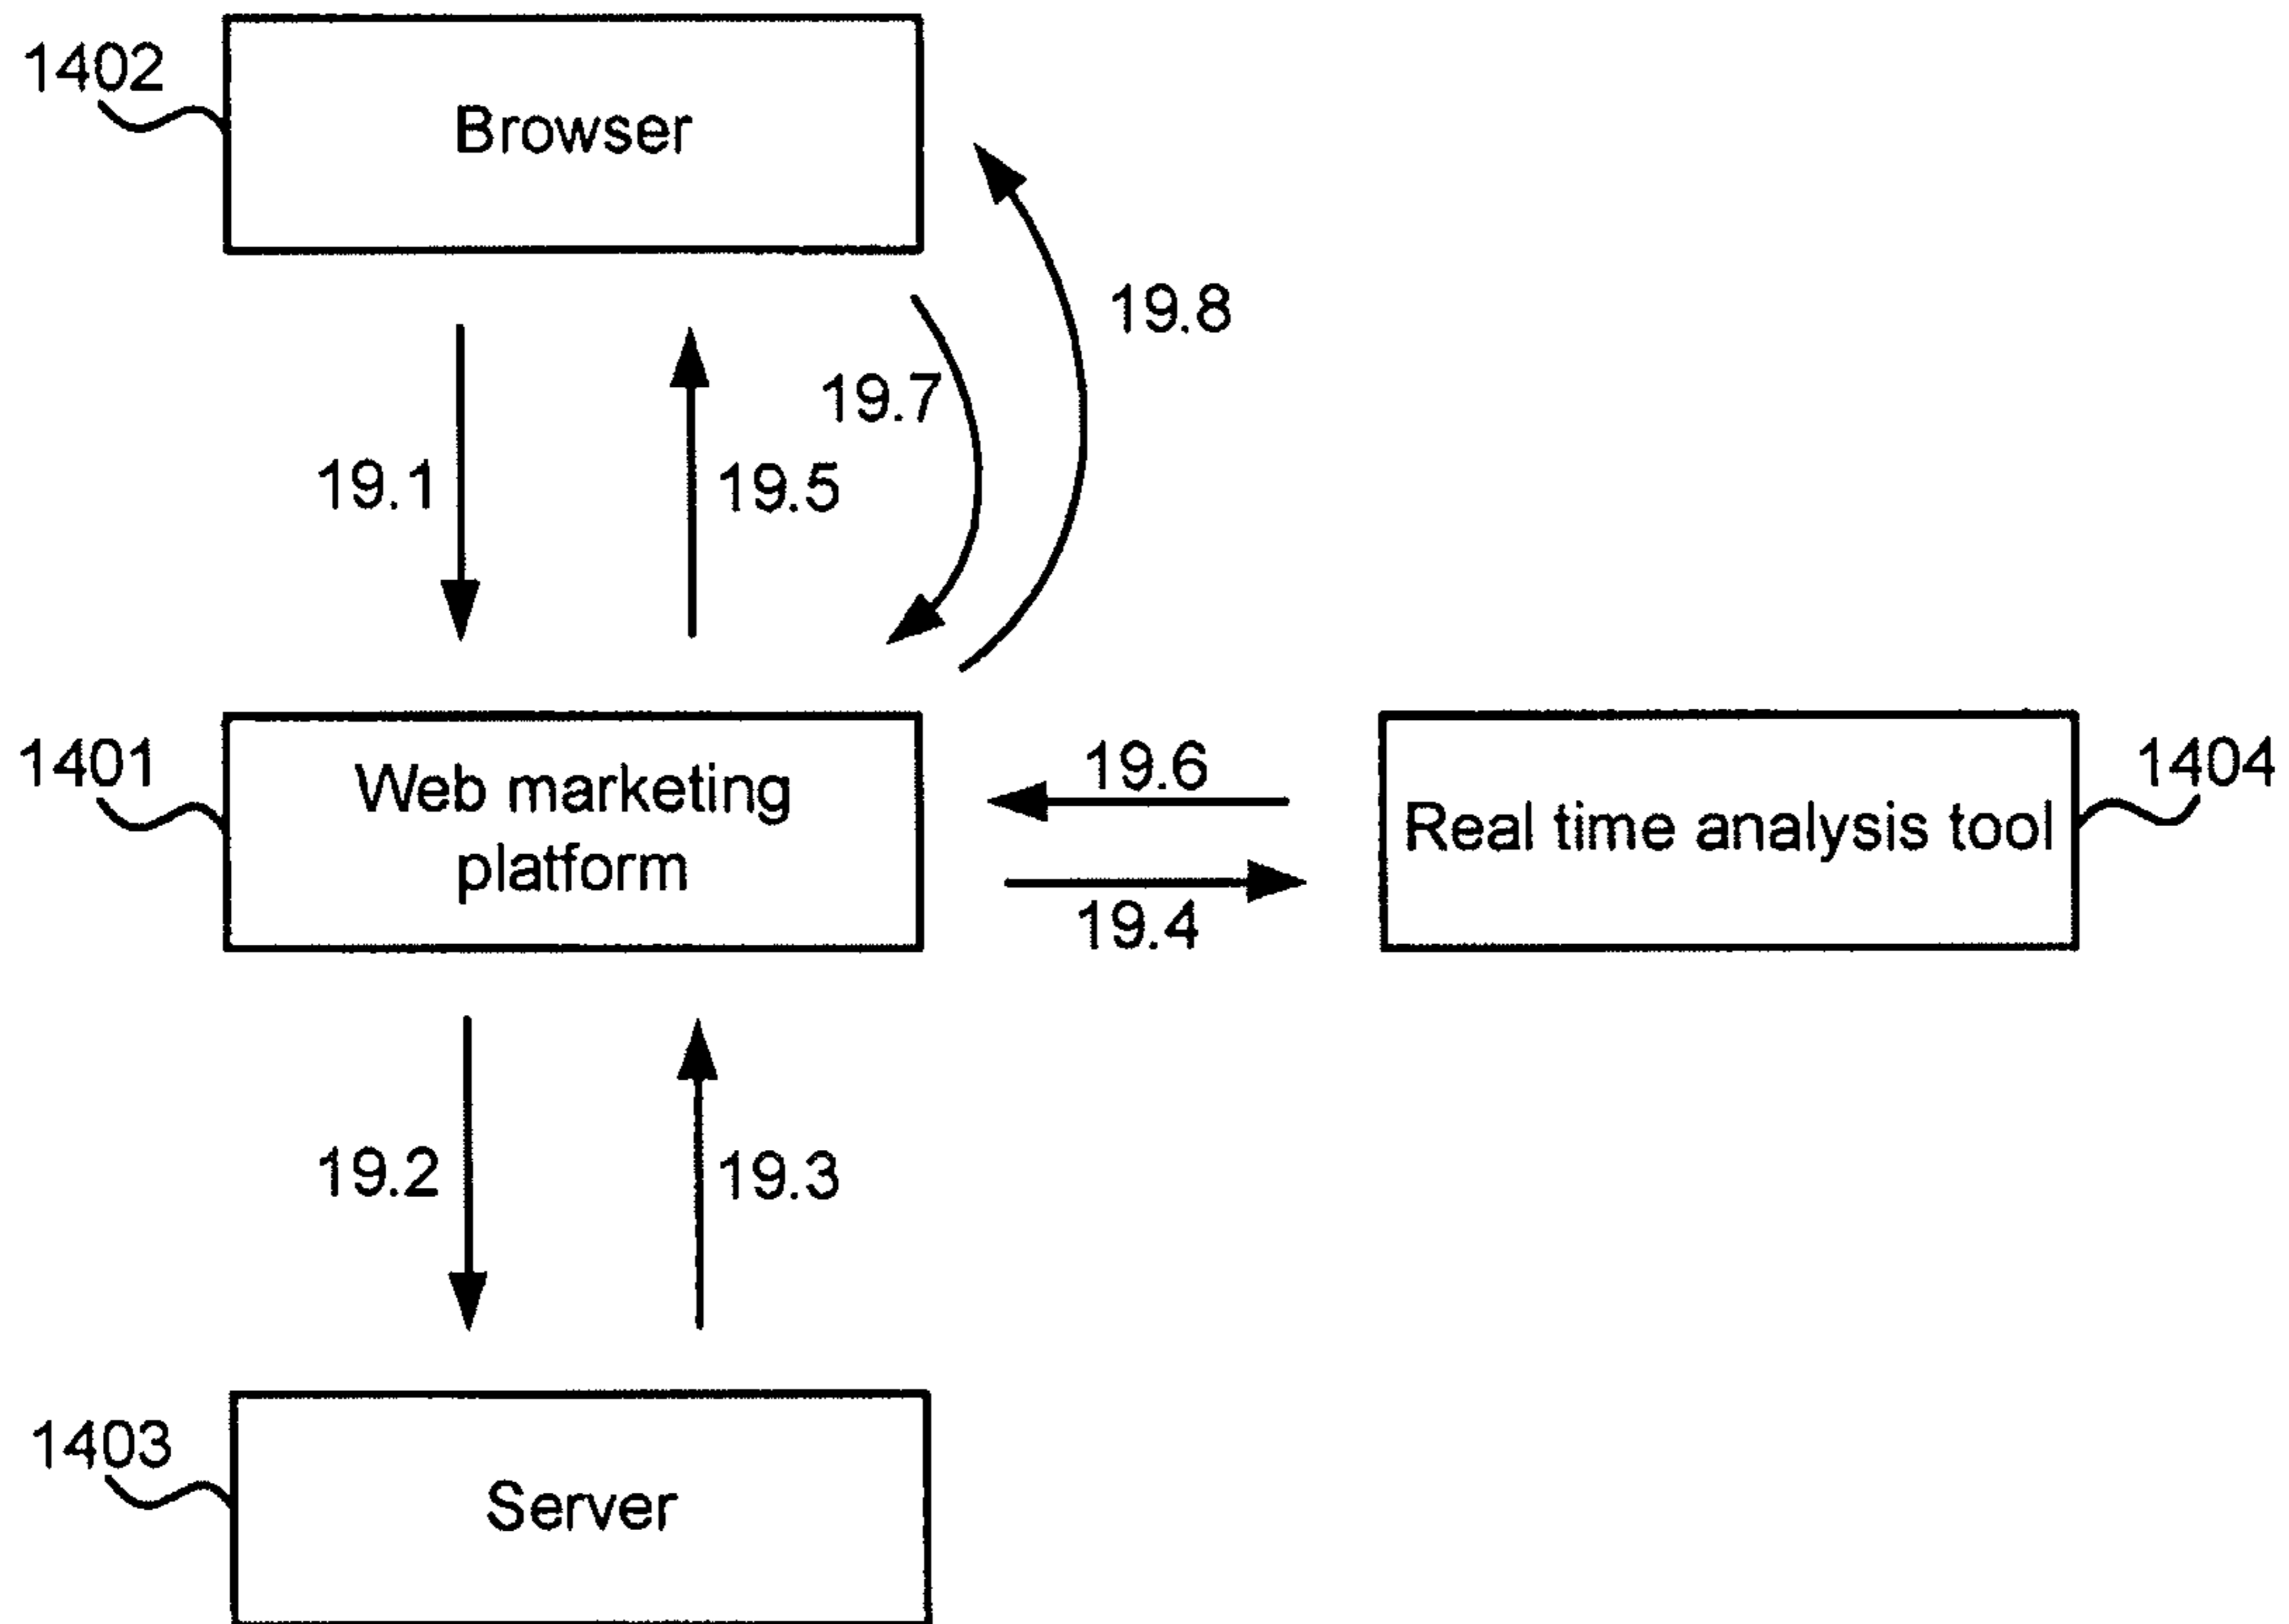 1402
Browser
19.8
19.7
19.1
19.5
1401
Web marketing
platform
19.6
19.4
Real time analysis tool
1404
19.2
19.3
1403
Server